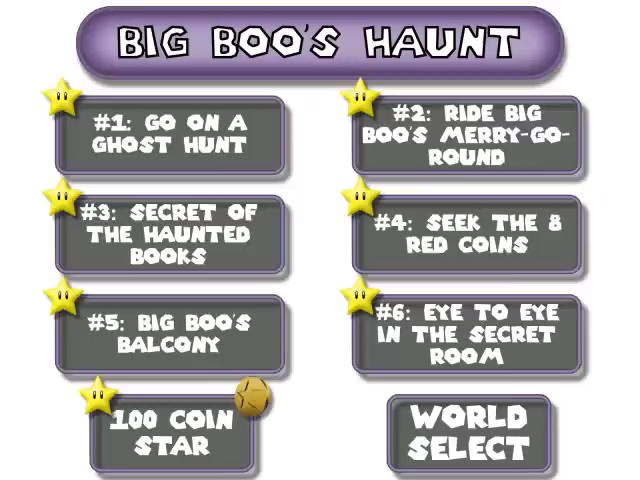 BIG BOO'S HAUNT
#1: GO ON A
GHOST HUNT
#2: RIDE BIG
BOO'S MERRY-GO-
ROUND
#3: SECRET OF
THE HAUNTED
BOOKS
#4: SEEK THE 8
RED COINS
#5: BIG BOO'S
BALCONY
#6: EYE TO EYE
IN THE SECRET
ROOM
100 COIN
STAR
WORLD
SELECT